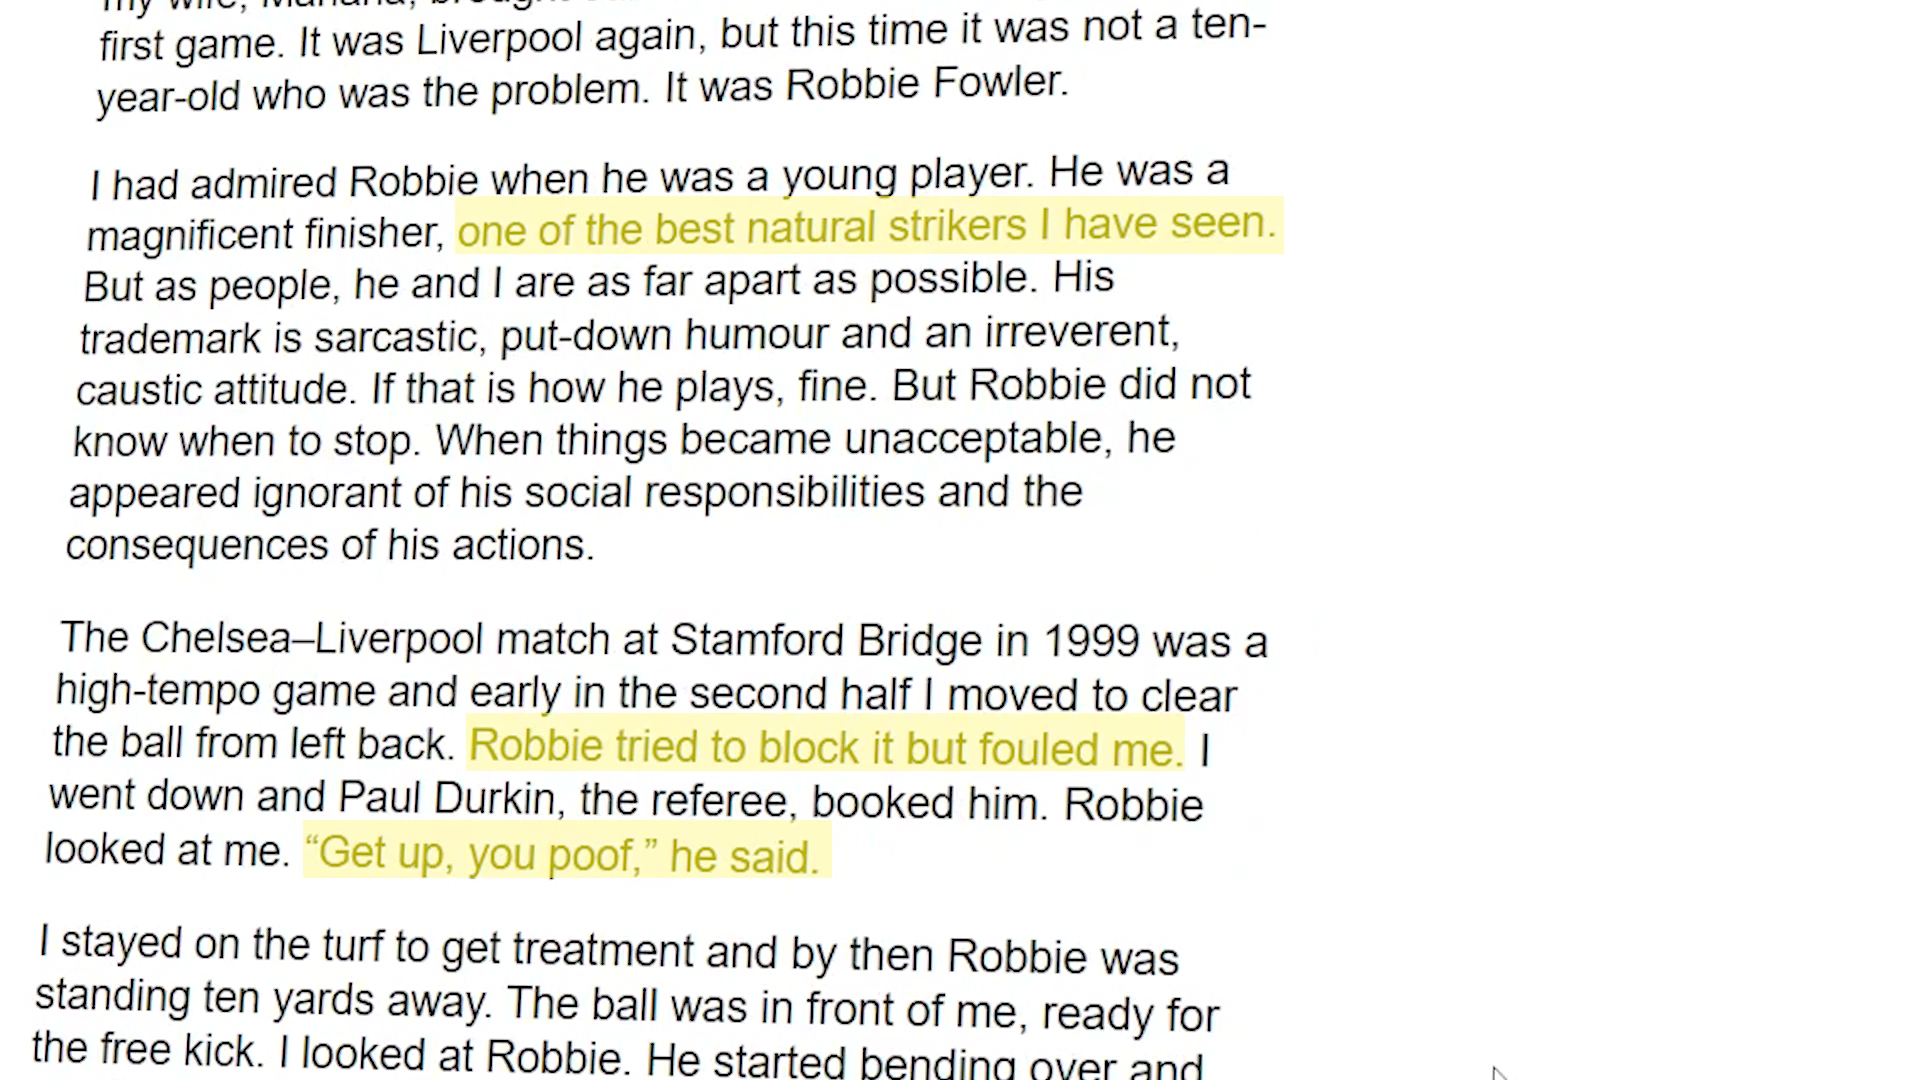 first game. It was Liverpool again, but this time it was not a ten-
year-old who was the problem. It was Robbie Fowler.
I had admired Robbie when he was a young player. He was a
magnificent finisher, one of the best natural strikers I have seen.
But as people, he and I are as far apart as possible. His
trademark is sarcastic, put-down humour and an irreverent,
caustic attitude. If that is how he plays, fine. But Robbie did not
know when to stop. When things became unacceptable, he
appeared ignorant of his social responsibilities and the
consequences of his actions.
The Chelsea–Liverpool match at Stamford Bridge in 1999 was a
high-tempo game and early in the second half I moved to clear
the ball from left back. Robbie tried to block it but fouled me. I
went down and Paul Durkin, the referee, booked him. Robbie
looked at me. “Get up, you poof,” he said.
I stayed on the turf to get treatment and by then Robbie was
standing ten yards away. The ball was in front of me, ready for
the free kick. I looked at Robbie. He started bending over and